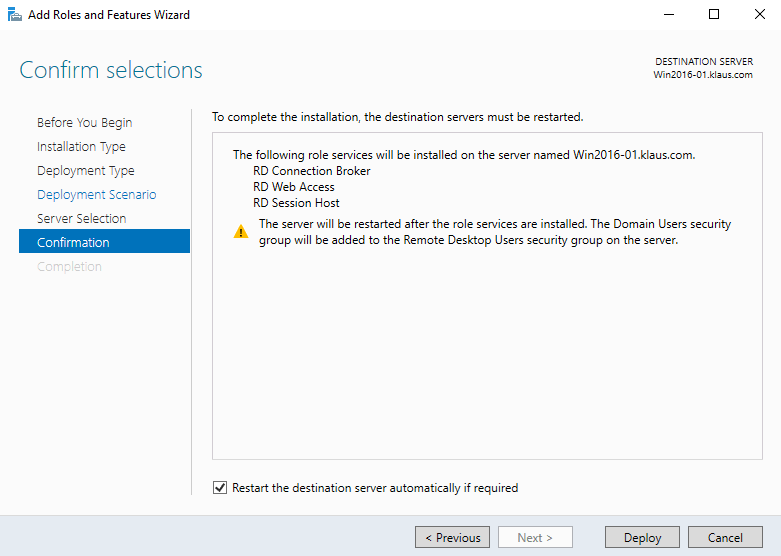 Add Roles and Features Wizard
Confirm selections
DESTINATION SERVER
Win2016-01.klaus.com
Before You Begin
Installation Type
Deployment Type
Deployment Scenario
Server Selection
Confirmation
Completion
To complete the installation, the destination servers must be restarted.
The following role services will be installed on the server named Win2016-01.klaus.com.
RD Connection Broker
RD Web Access
RD Session Host
The server will be restarted after the role services are installed. The Domain Users security
group will be added to the Remote Desktop Users security group on the server.
Restart the destination server automatically if required
< Previous
Next >
Deploy
Cancel